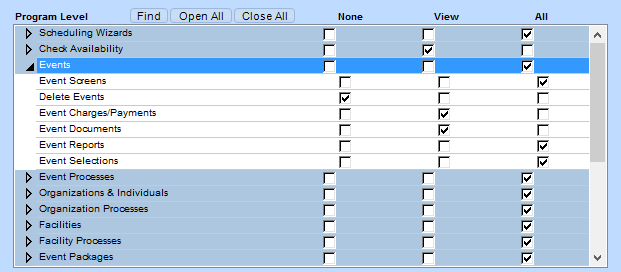 Program Level Find Open All Close All None View All
Scheduling Wizards
Check Availability
Events
Event Screens
Delete Events
Event Charges/Payments
Event Documents
Event Reports
Event Selections
Event Processes
Organizations & Individuals
Organization Processes
Facilities
Facility Processes
Event Packages